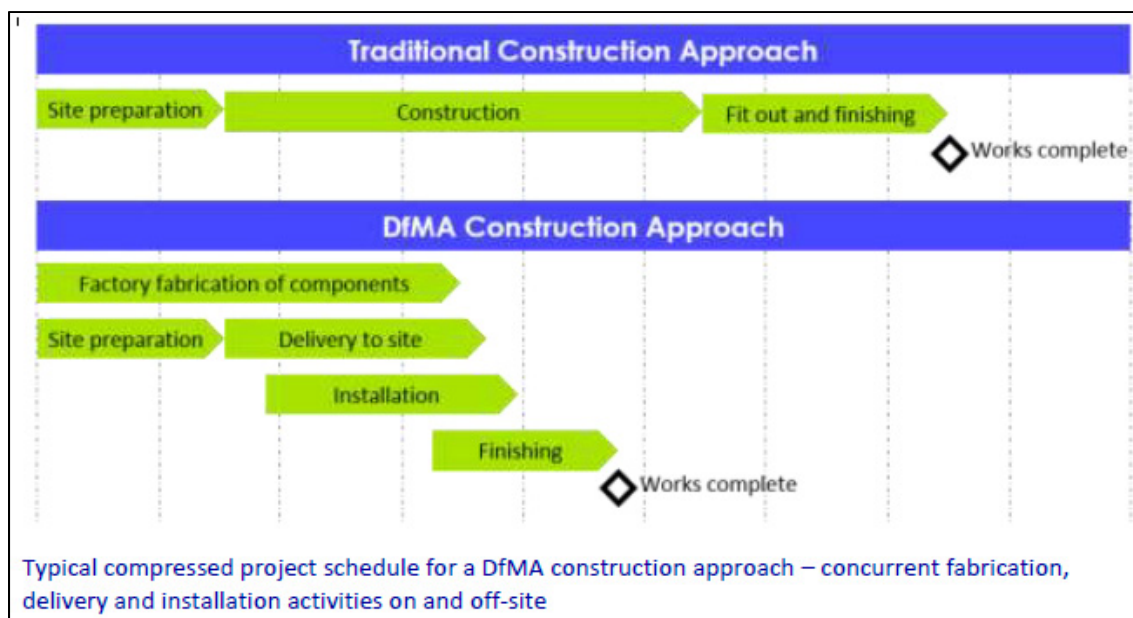 Traditional Construction Approach
Site preparation
Construction
Fit out and finishing
Works complete
DfMA Construction Approach
Factory fabrication of components
Site preparation
Delivery to site
Installation
Finishing
Works complete
Typical compressed project schedule for a DfMA construction approach – concurrent fabrication,
delivery and installation activities on and off-site